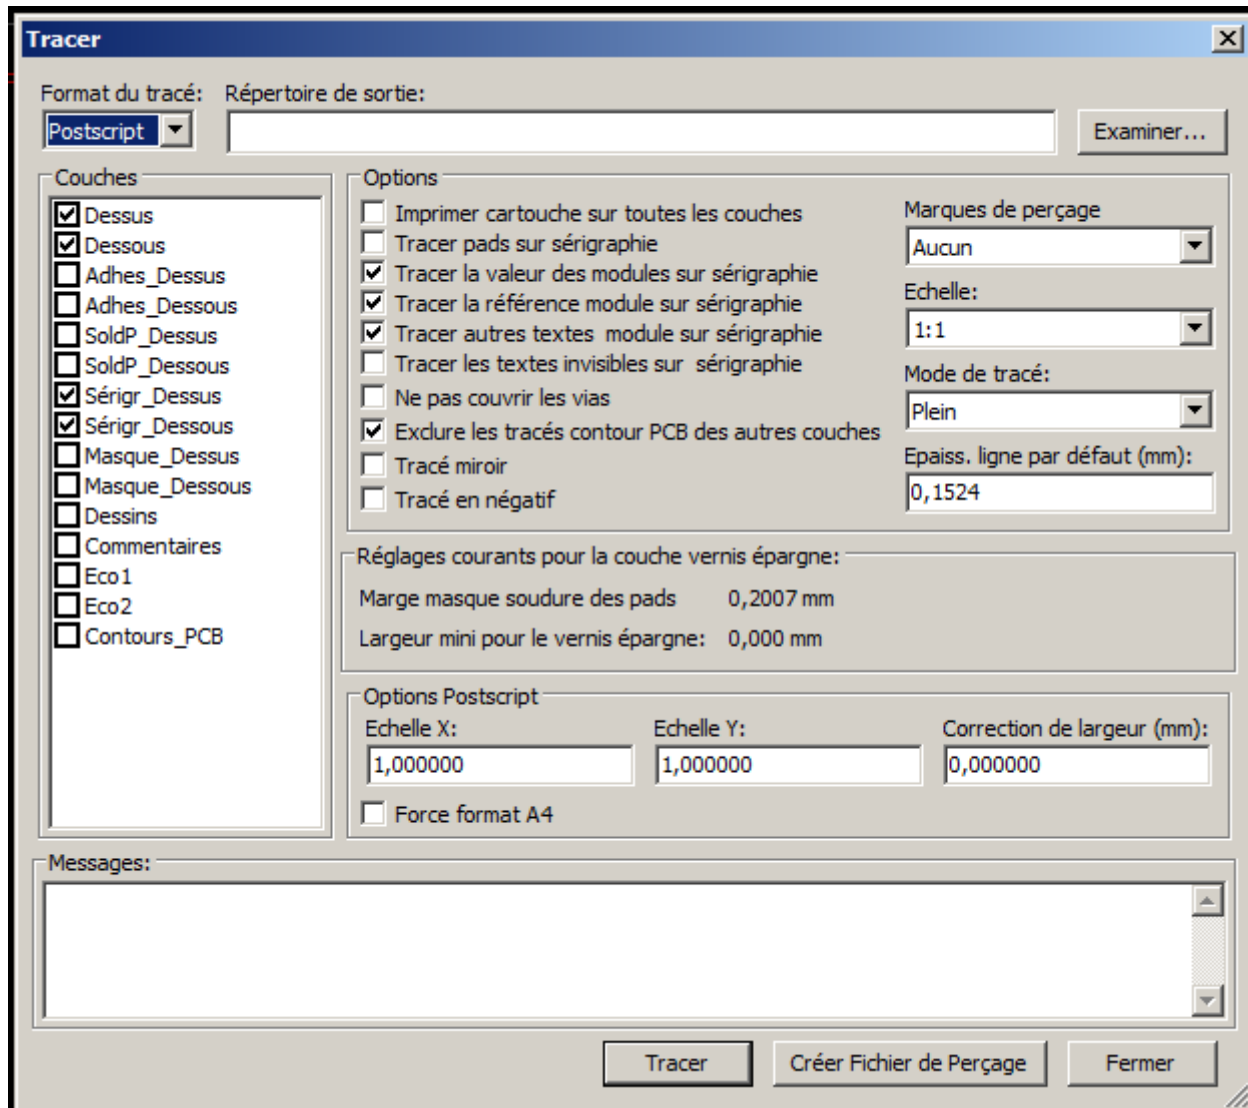 Tracer
Format du tracé: Répertoire de sortie:
Postscript Examiner...
Couches
Dessus
Dessous
Adhes_Dessus
Adhes_Dessous
SoldP_Dessus
SoldP_Dessous
Sérigr_Dessus
Sérigr_Dessous
Masque_Dessus
Masque_Dessous
Dessins
Commentaires
Eco1
Eco2
Contours_PCB
Options
Imprimer cartouche sur toutes les couches
Tracer pads sur sérigraphie
Tracer la valeur des modules sur sérigraphie
Tracer la référence module sur sérigraphie
Tracer autres textes module sur sérigraphie
Tracer les textes invisibles sur sérigraphie
Ne pas couvrir les vias
Exclure les tracés contour PCB des autres couches
Tracé miroir
Tracé en négatif
Marques de perçage
Aucun
Echelle:
1:1
Mode de tracé:
Plein
Epaiss. ligne par défaut (mm):
0,1524
Réglages courants pour la couche vernis épargne:
Marge masque soudure des pads 0,2007 mm
Largeur mini pour le vernis épargne: 0,000 mm
Options Postscript
Echelle X: Echelle Y: Correction de largeur (mm):
1,000000 1,000000 0,000000
Force format A4
Messages:
Tracer Créer Fichier de Perçage Fermer